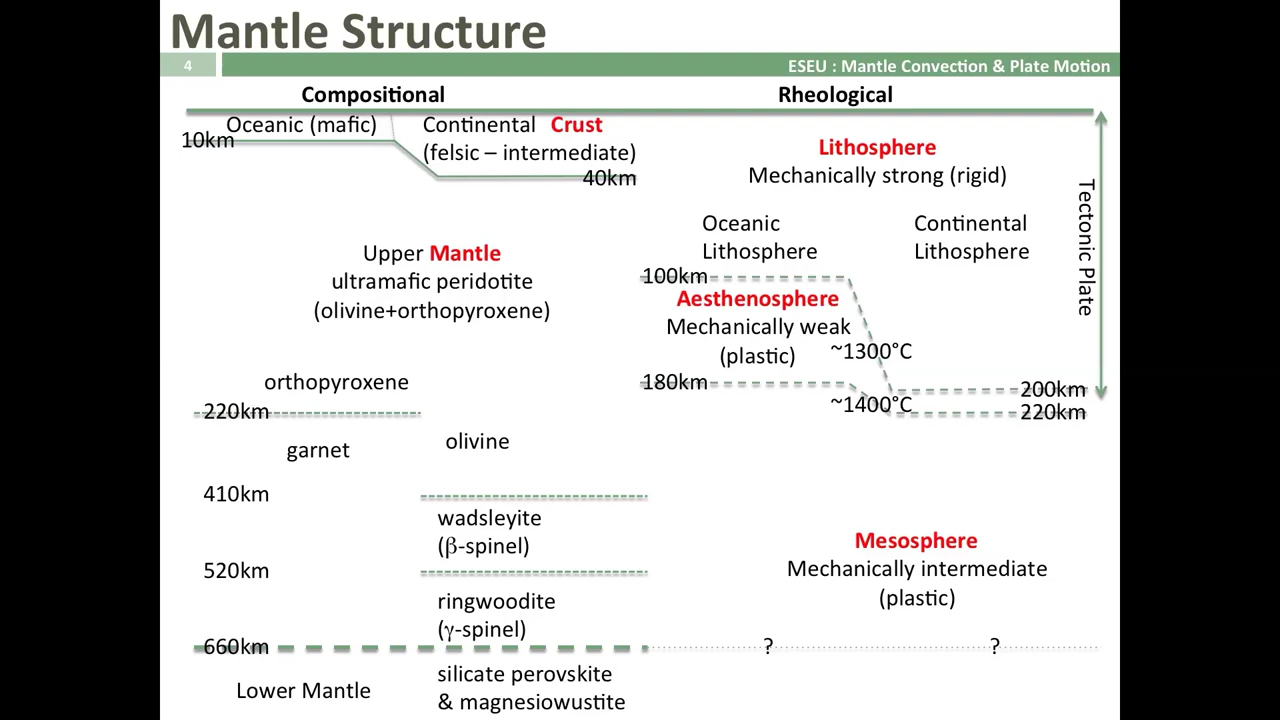 Mantle Structure
4
ESEU : Mantle Convection & Plate Motion
Compositional
Rheological
Oceanic (mafic)
Continental Crust
(felsic – intermediate)
10km
40km
Lithosphere
Mechanically strong (rigid)
Tectonic Plate
Oceanic
Lithosphere
Continental
Lithosphere
Upper Mantle
ultramafic peridotite
(olivine+orthopyroxene)
100km
Aesthenosphere
Mechanically weak
(plastic)
~1300°C
180km
~1400°C
200km
220km
orthopyroxene
220km
garnet
olivine
410km
wadsleyite
(β-spinel)
520km
ringwoodite
(γ-spinel)
Mesosphere
Mechanically intermediate
(plastic)
660km
?
?
Lower Mantle
silicate perovskite
& magnesiowustite